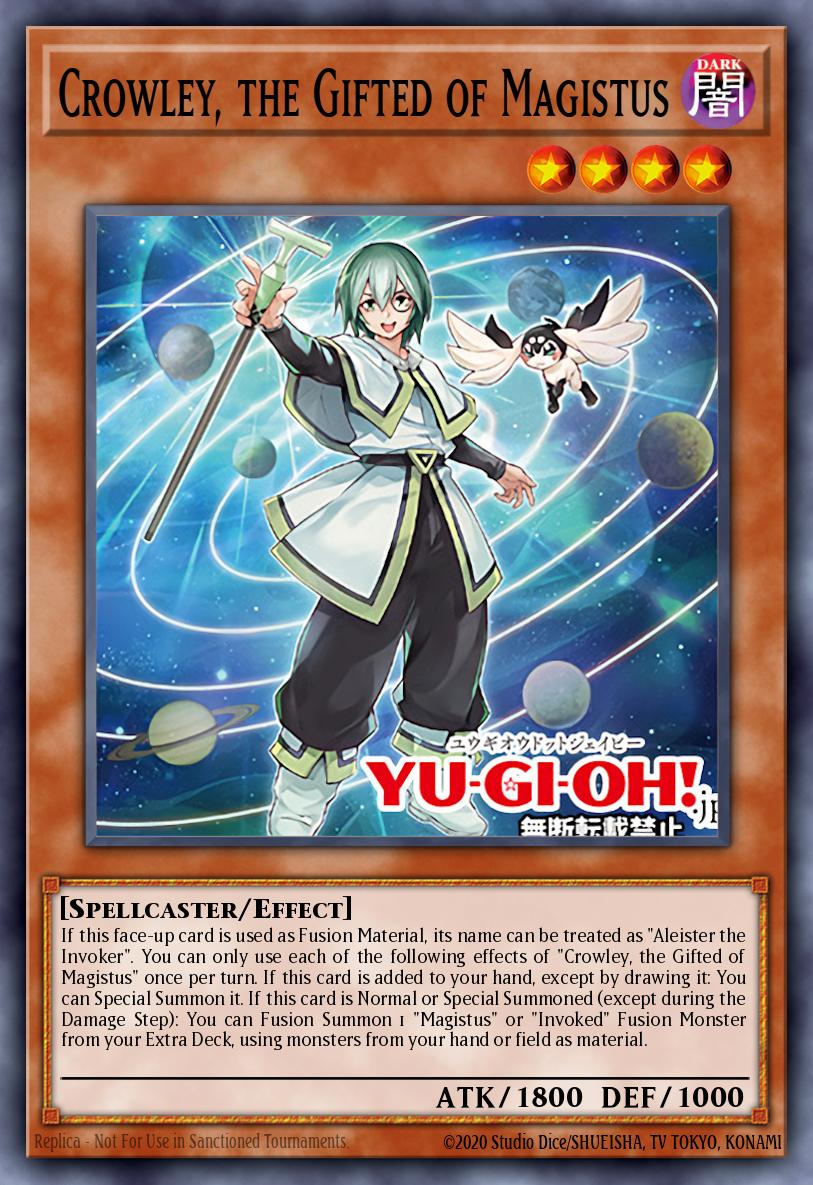 Crowley, the Gifted of Magistus
DARK
闇
ユウギオウドットジェイピー
YU-GI-OH!
.JP
無断転載禁止
[Spellcaster/Effect]
If this face-up card is used as Fusion Material, its name can be treated as "Aleister the
Invoker". You can only use each of the following effects of "Crowley, the Gifted of
Magistus" once per turn. If this card is added to your hand, except by drawing it: You
can Special Summon it. If this card is Normal or Special Summoned (except during the
Damage Step): You can Fusion Summon 1 "Magistus" or "Invoked" Fusion Monster
from your Extra Deck, using monsters from your hand or field as material.
ATK/1800 DEF/1000
Replica - Not For Use in Sanctioned Tournaments.
©2020 Studio Dice/SHUEISHA, TV TOKYO, KONAMI